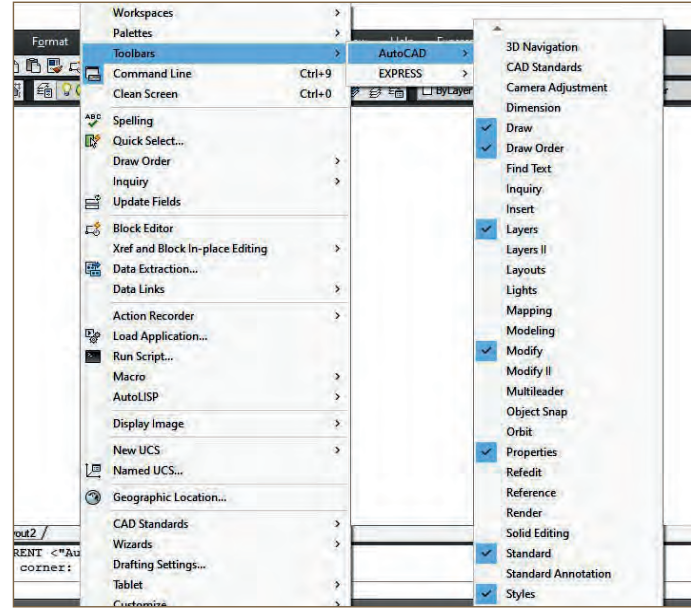 Format
Workspaces
Palettes
Toolbars
Command Line Ctrl+9
Clean Screen Ctrl+0
Spelling
Quick Select...
Draw Order
Inquiry
Update Fields
Block Editor
Xref and Block In-place Editing
Data Extraction...
Data Links
Action Recorder
Load Application...
Run Script...
Macro
AutoLISP
Display Image
New UCS
Named UCS...
Geographic Location...
CAD Standards
Wizards
Drafting Settings...
Tablet
Customize
AutoCAD
EXPRESS
ByLayer
3D Navigation
CAD Standards
Camera Adjustment
Dimension
Draw
Draw Order
Find Text
Inquiry
Insert
Layers
Layers II
Layouts
Lights
Mapping
Modeling
Modify
Modify II
Multileader
Object Snap
Orbit
Properties
Refedit
Reference
Render
Solid Editing
Standard
Standard Annotation
Styles
out2
RENT <"Au
corner: